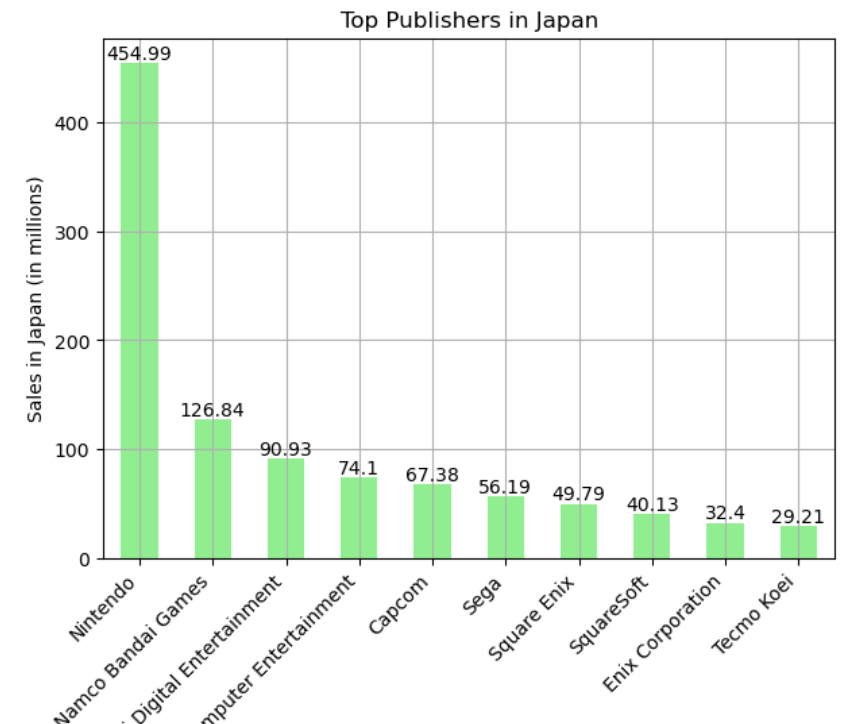 Top Publishers in Japan
Sales in Japan (in millions)
400
300
200
100
0
454.99
126.84
90.93
74.1
67.38
56.19
49.79
40.13
32.4
29.21
Nintendo
Namco Bandai Games
Digital Entertainment
Entertainment
Capcom
Sega
Square Enix
SquareSoft
Enix Corporation
Tecmo Koei